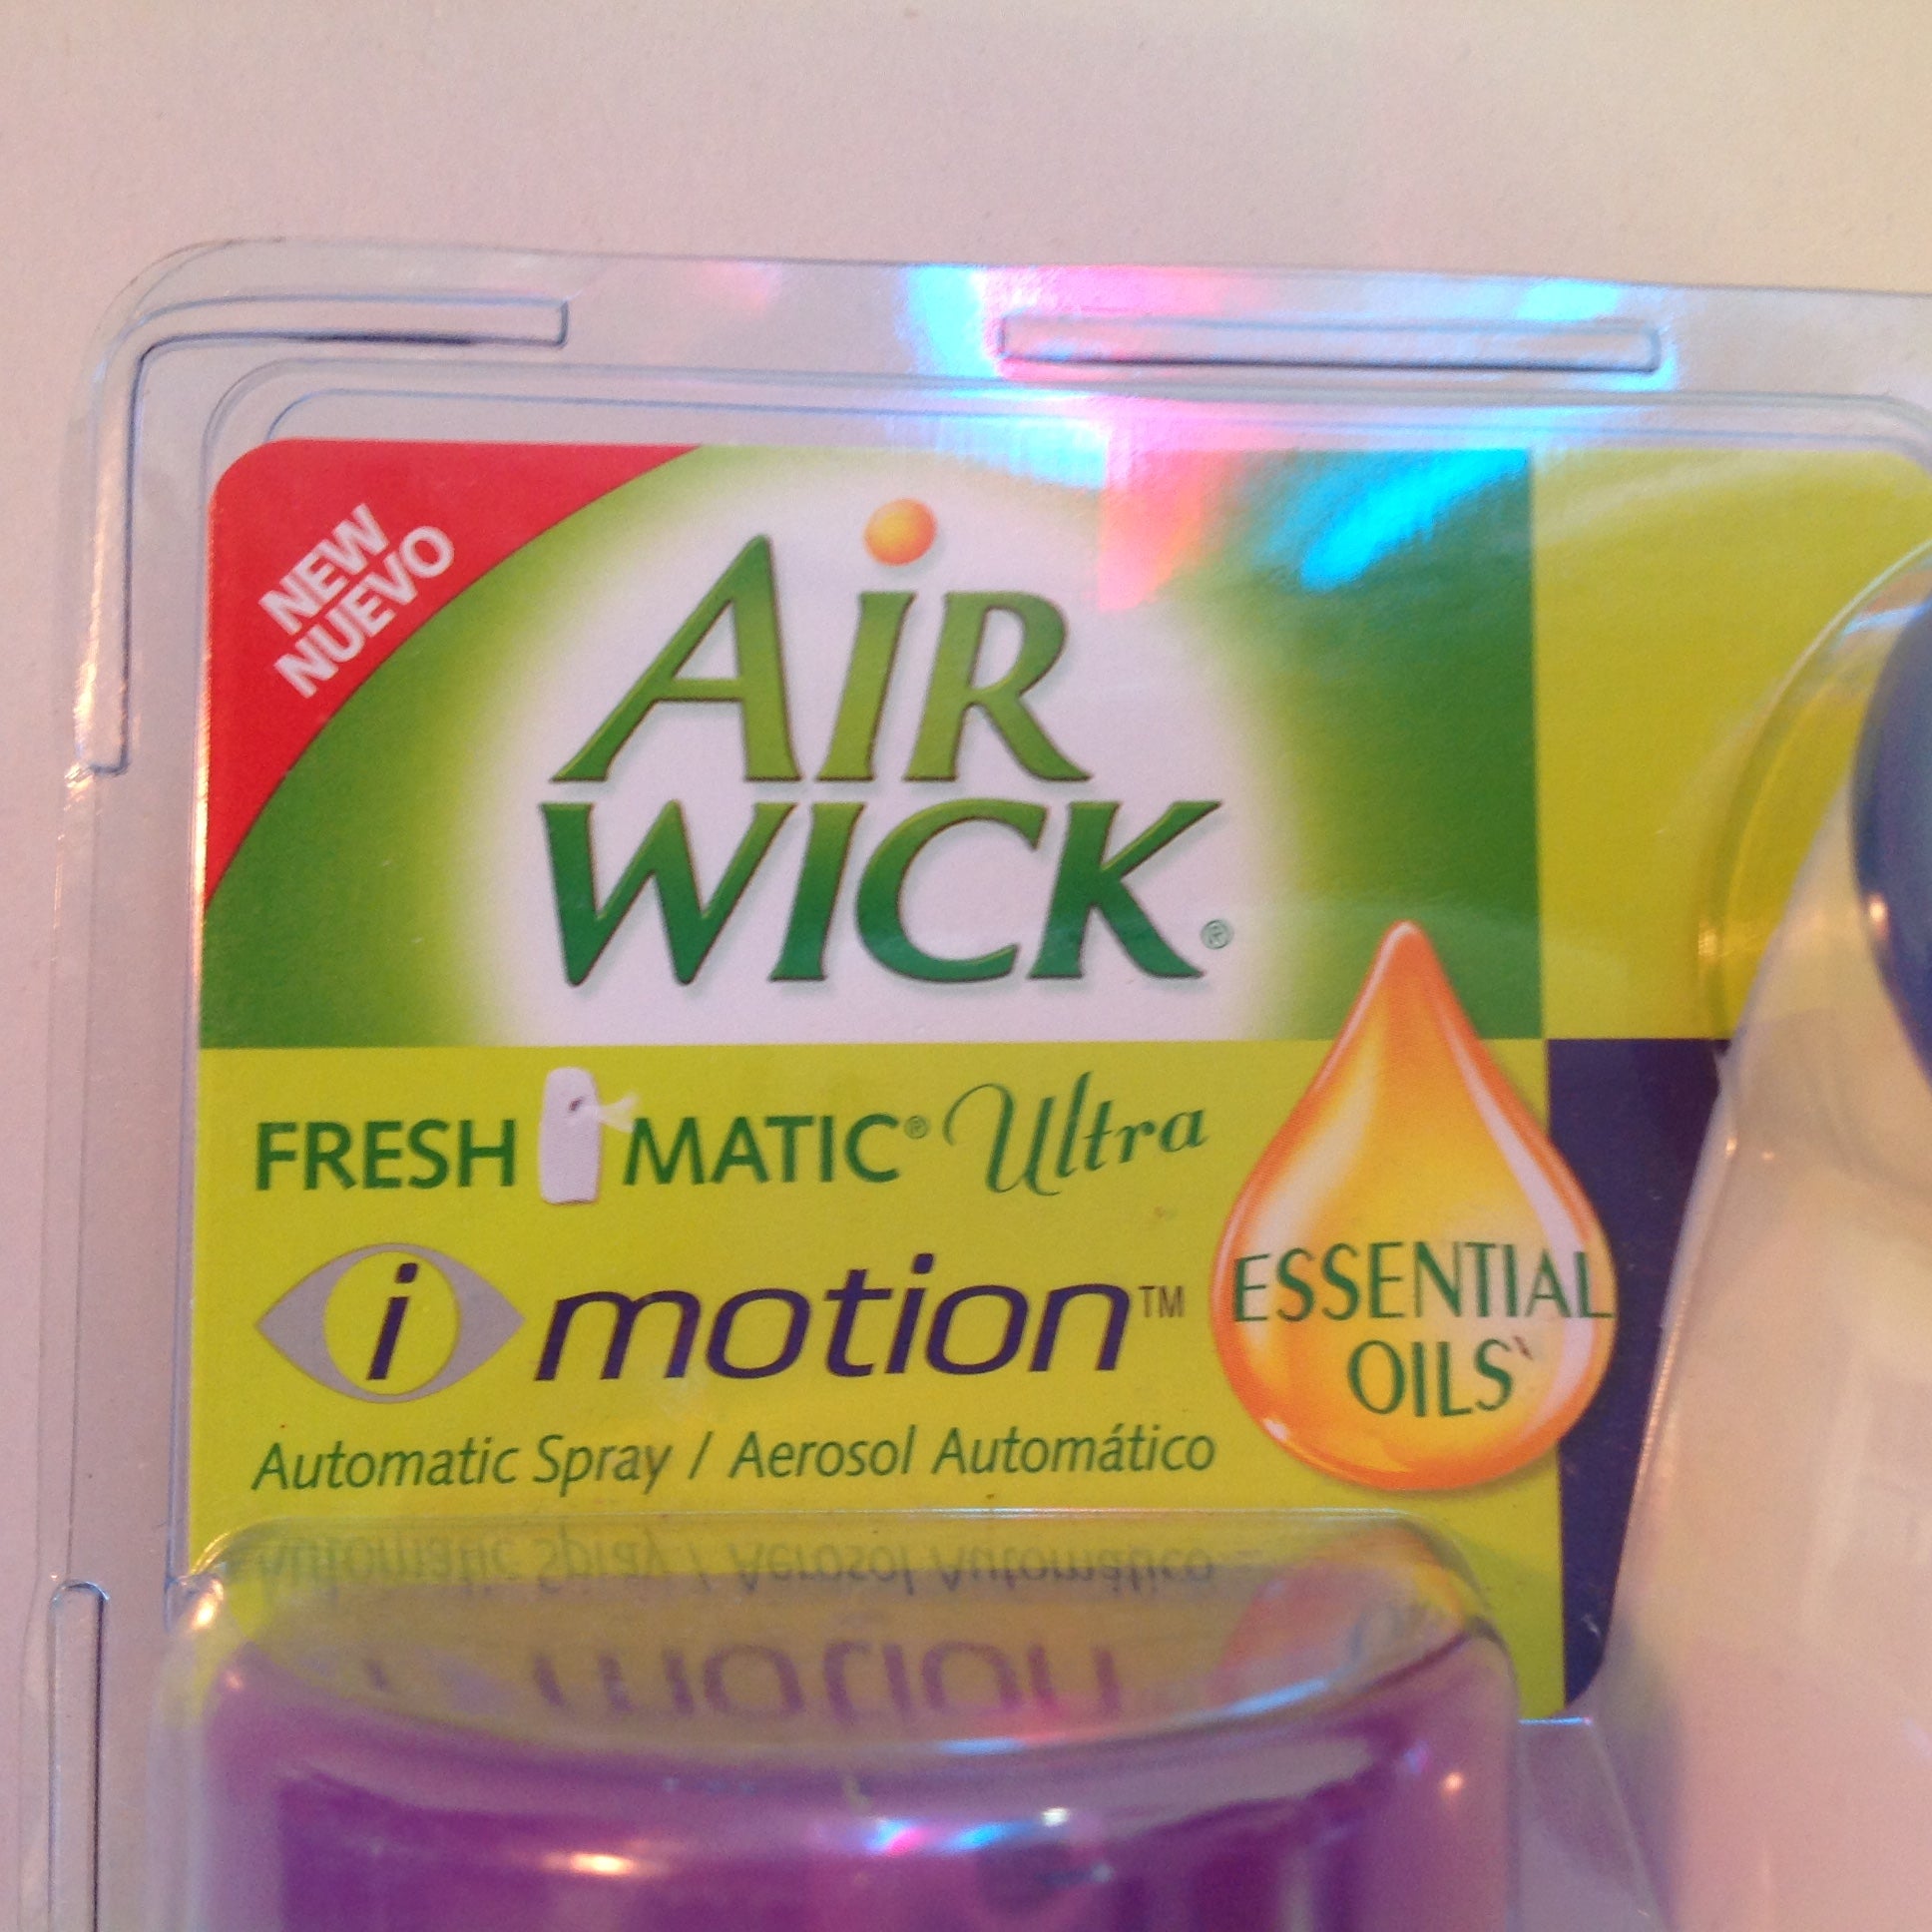 NEW
NUEVO
AIR
WICK®
FRESH MATIC® Ultra
i motion™
ESSENTIAL
OILS
Automatic Spray / Aerosol Automático